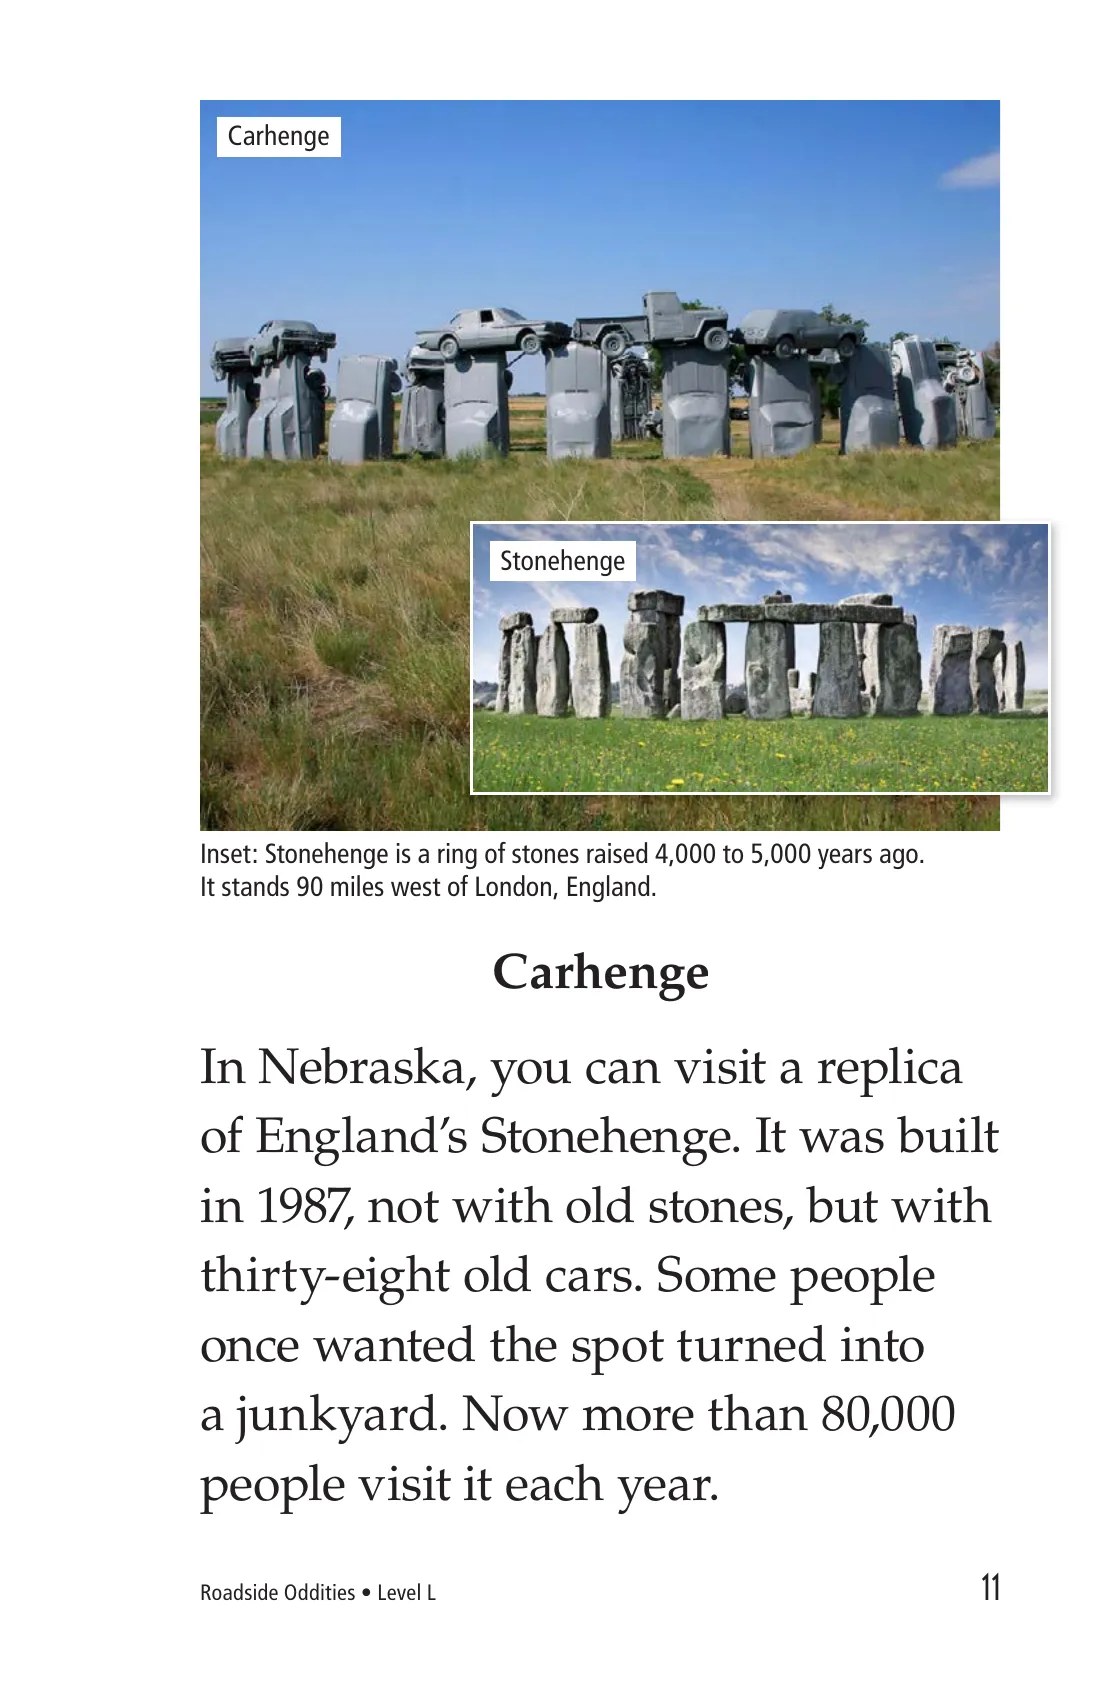 Carhenge
Stonehenge
Inset: Stonehenge is a ring of stones raised 4,000 to 5,000 years ago.
It stands 90 miles west of London, England.
Carhenge
In Nebraska, you can visit a replica
of England’s Stonehenge. It was built
in 1987, not with old stones, but with
thirty-eight old cars. Some people
once wanted the spot turned into
a junkyard. Now more than 80,000
people visit it each year.
Roadside Oddities • Level L
11